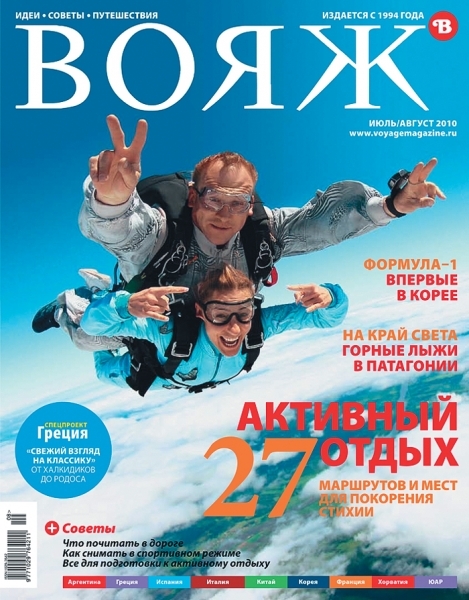 ИДЕИ • СОВЕТЫ • ПУТЕШЕСТВИЯ
ИЗДАЕТСЯ С 1994 ГОДА
В
ВОЯЖ
ИЮЛЬ/АВГУСТ 2010
www.voyagemagazine.ru
ФОРМУЛА-1
ВПЕРВЫЕ
В КОРЕЕ
НА КРАЙ СВЕТА
ГОРНЫЕ ЛЫЖИ
В ПАТАГОНИИ
АКТИВНЫЙ
27 ОТДЫХ
МАРШРУТОВ И МЕСТ
ДЛЯ ПОКОРЕНИЯ
СТИХИИ
СПЕЦПРОЕКТ
Греция
«СВЕЖИЙ ВЗГЛЯД
НА КЛАССИКУ»
ОТ ХАЛКИДИКОВ
ДО РОДОСА
+ Советы
Что почитать в дороге
Как снимать в спортивном режиме
Все для подготовки к активному отдыху
Аргентина Греция Испания Италия Китай Корея Франция Хорватия ЮАР